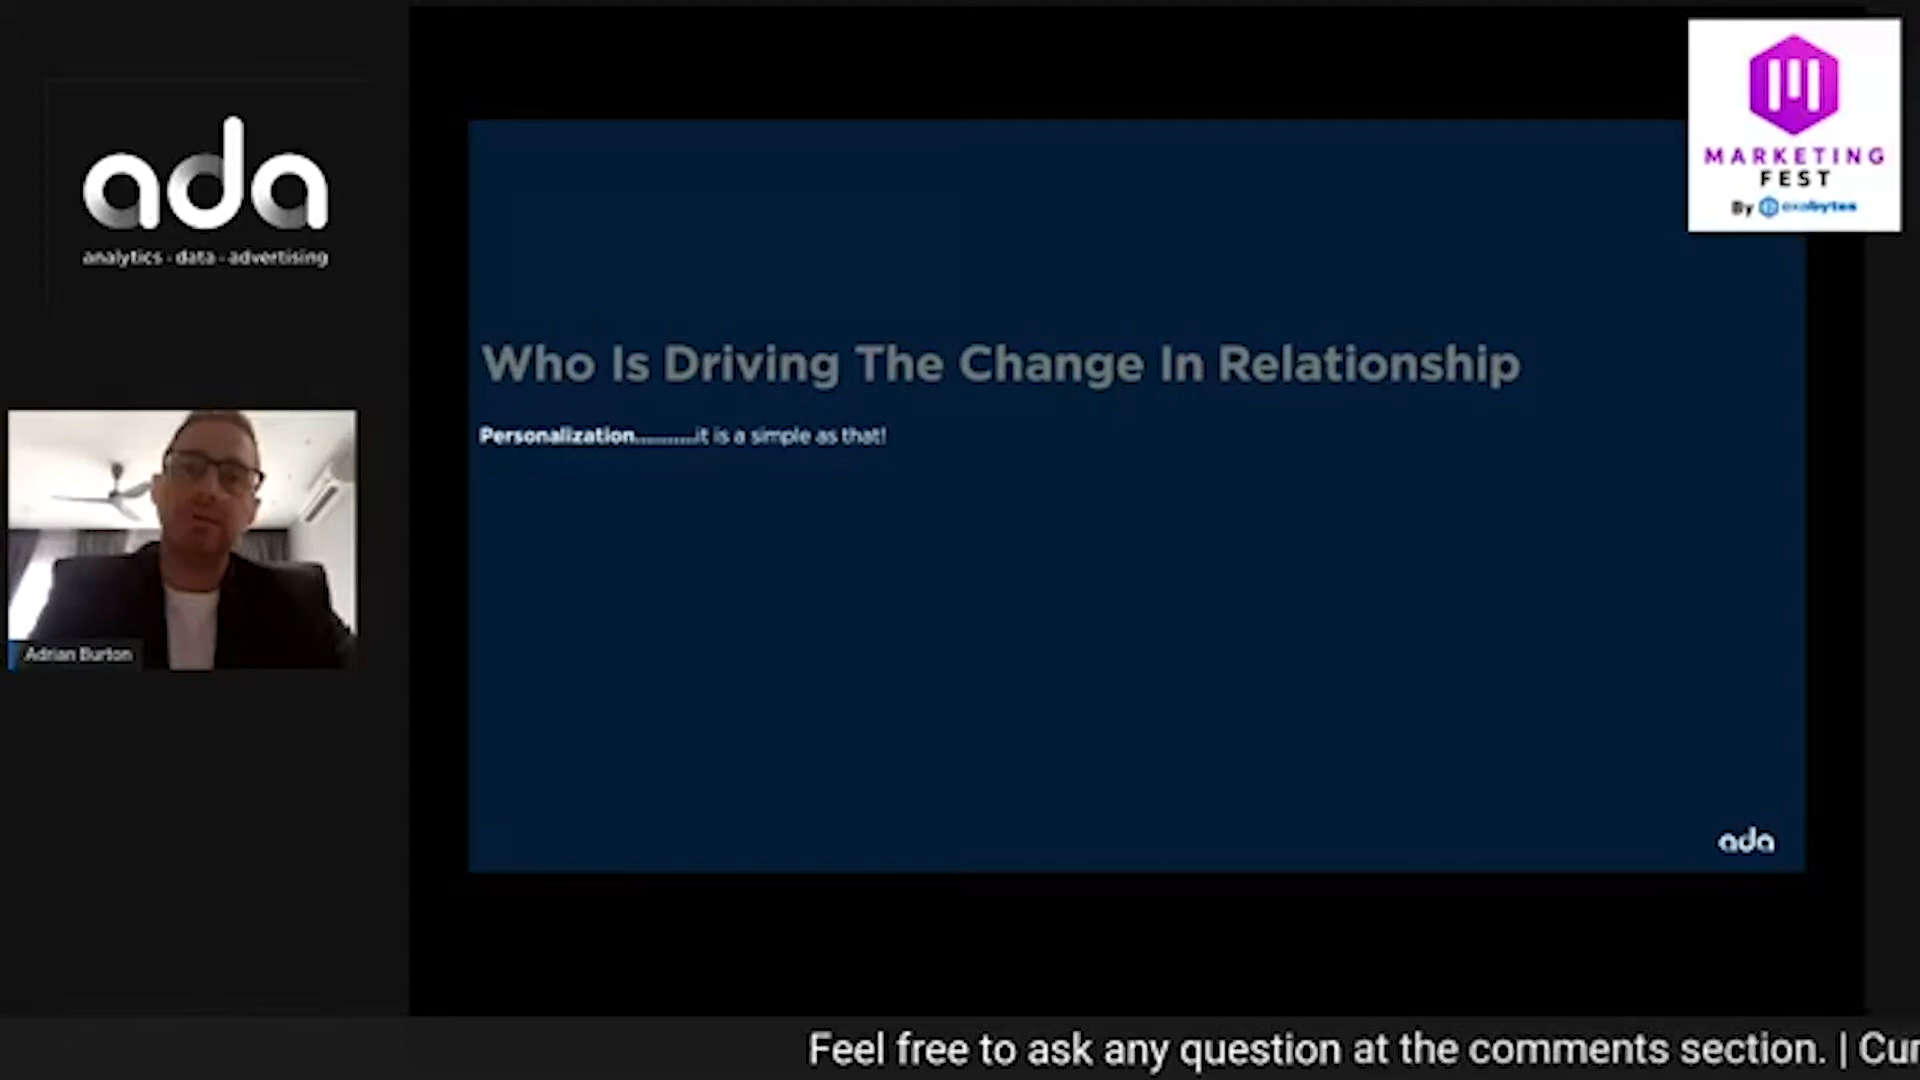 ada
analytics · data · advertising
MARKETING
FEST
By exabytes
Who Is Driving The Change In Relationship
Personalization...........it is a simple as that!
Adrian Burton
ada
Feel free to ask any question at the comments section. | Cur